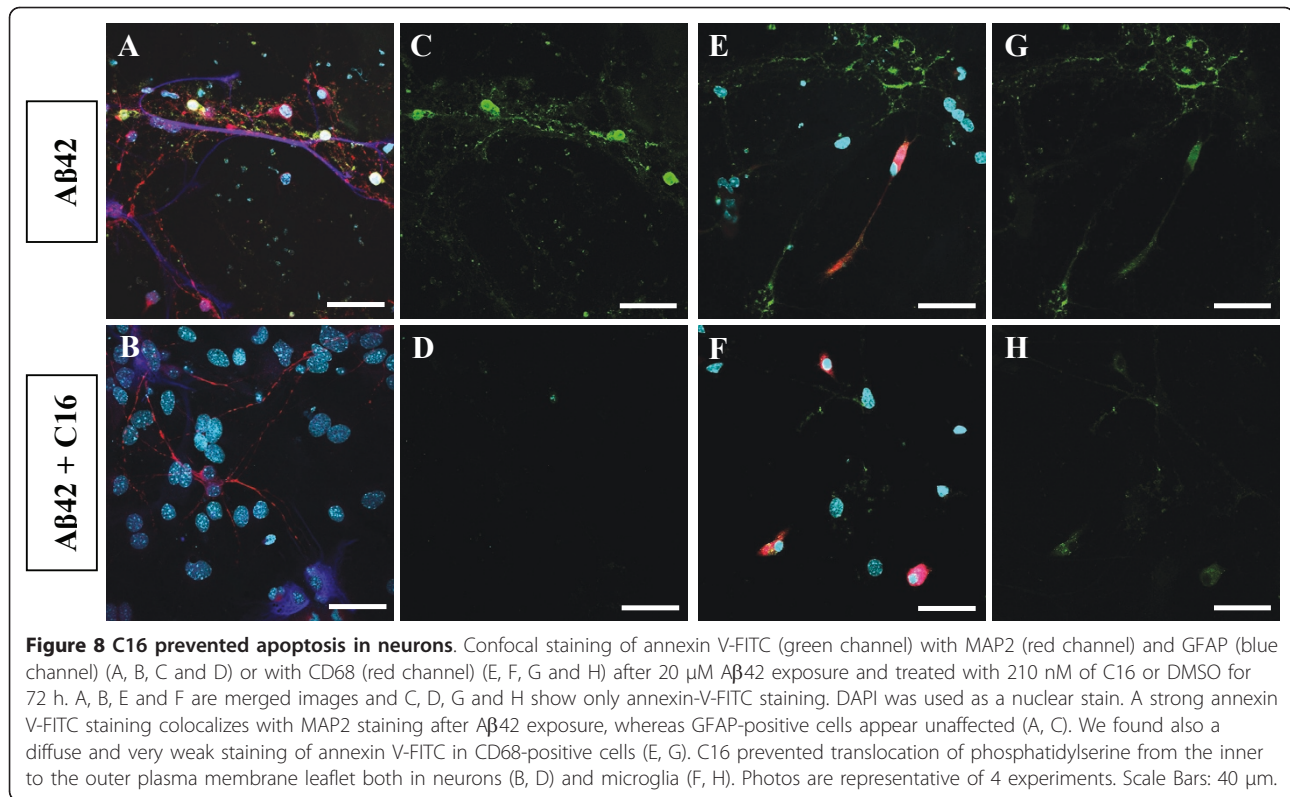 Aβ42
Aβ42 + C16
A
C
E
G
B
D
F
H
Figure 8 C16 prevented apoptosis in neurons. Confocal staining of annexin V-FITC (green channel) with MAP2 (red channel) and GFAP (blue
channel) (A, B, C and D) or with CD68 (red channel) (E, F, G and H) after 20 μM Aβ42 exposure and treated with 210 nM of C16 or DMSO for
72 h. A, B, E and F are merged images and C, D, G and H show only annexin-V-FITC staining. DAPI was used as a nuclear stain. A strong annexin
V-FITC staining colocalizes with MAP2 staining after Aβ42 exposure, whereas GFAP-positive cells appear unaffected (A, C). We found also a
diffuse and very weak staining of annexin V-FITC in CD68-positive cells (E, G). C16 prevented translocation of phosphatidylserine from the inner
to the outer plasma membrane leaflet both in neurons (B, D) and microglia (F, H). Photos are representative of 4 experiments. Scale Bars: 40 μm.